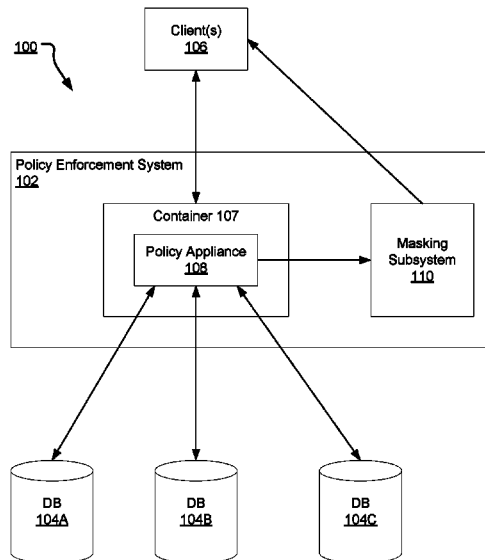 100
Client(s)
106
Policy Enforcement System
102
Container 107
Policy Appliance
108
Masking
Subsystem
110
DB
104A
DB
104B
DB
104C